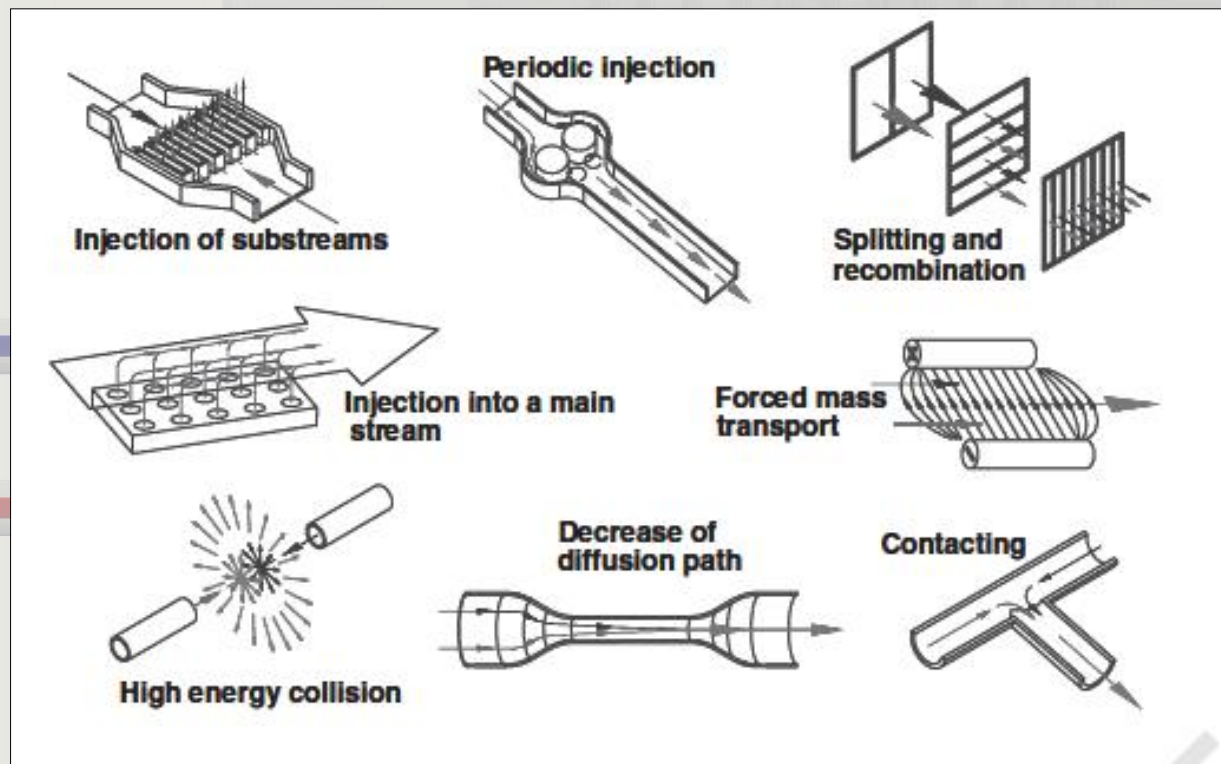 Periodic injection
Injection of substreams
Splitting and
recombination
Injection into a main
stream
Forced mass
transport
Decrease of
diffusion path
Contacting
High energy collision